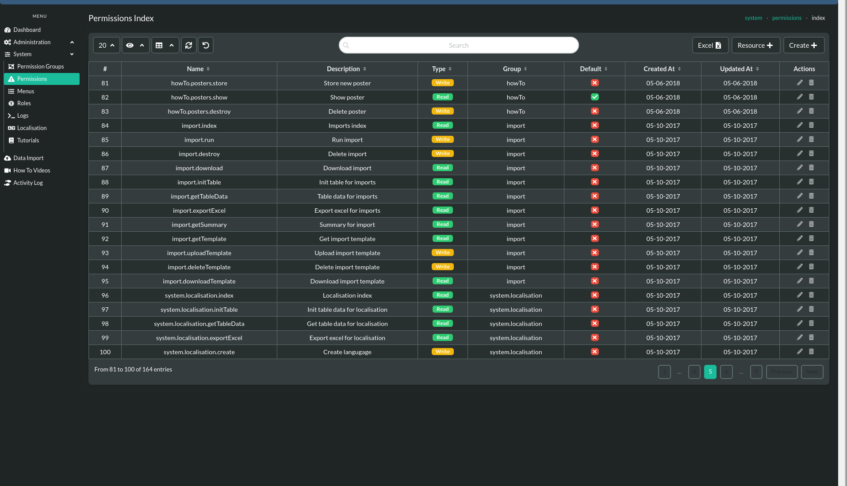 MENU
Dashboard
Administration
System
Permission Groups
Permissions
Menus
Roles
Logs
Localisation
Tutorials
Data Import
How To Videos
Activity Log
Permissions Index
system - permissions - index
20
Search
Excel
Resource +
Create +
# Name Description Type Group Default Created At Updated At Actions
81 howTo.posters.store Store new poster Write howTo 05-06-2018 05-06-2018
82 howTo.posters.show Show poster Read howTo 05-06-2018 05-06-2018
83 howTo.posters.destroy Delete poster Write howTo 05-06-2018 05-06-2018
84 import.index Imports index Read import 05-10-2017 05-10-2017
85 import.run Run import Write import 05-10-2017 05-10-2017
86 import.destroy Delete import Write import 05-10-2017 05-10-2017
87 import.download Download import Read import 05-10-2017 05-10-2017
88 import.initTable Init table for imports Read import 05-10-2017 05-10-2017
89 import.getTableData Table data for imports Read import 05-10-2017 05-10-2017
90 import.exportExcel Export excel for imports Read import 05-10-2017 05-10-2017
91 import.getSummary Summary for import Read import 05-10-2017 05-10-2017
92 import.getTemplate Get import template Read import 05-10-2017 05-10-2017
93 import.uploadTemplate Upload import template Write import 05-10-2017 05-10-2017
94 import.deleteTemplate Delete import template Write import 05-10-2017 05-10-2017
95 import.downloadTemplate Download import template Read import 05-10-2017 05-10-2017
96 system.localisation.index Localisation index Read system.localisation 05-10-2017 05-10-2017
97 system.localisation.initTable Init table data for localisation Read system.localisation 05-10-2017 05-10-2017
98 system.localisation.getTableData Get table data for localisation Read system.localisation 05-10-2017 05-10-2017
99 system.localisation.exportExcel Export excel for localisation Read system.localisation 05-10-2017 05-10-2017
100 system.localisation.create Create langugage Write system.localisation 05-10-2017 05-10-2017
From 81 to 100 of 164 entries
... 5 ...